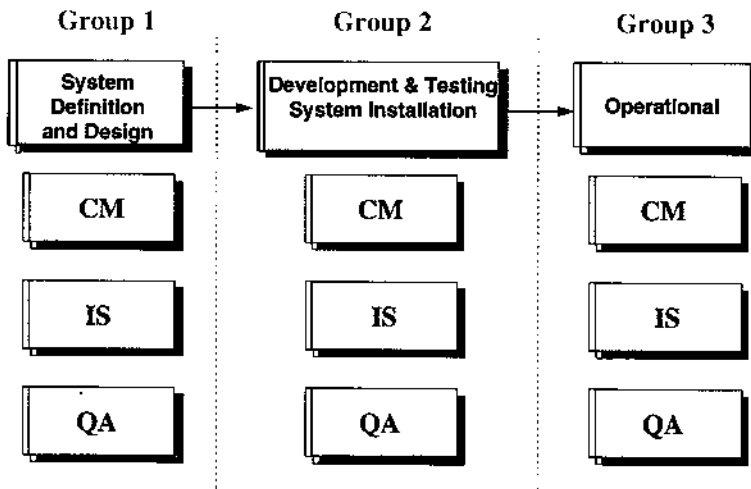 Group 1
Group 2
Group 3
System
Definition
and Design
Development & Testing
System Installation
Operational
CM
CM
CM
IS
IS
IS
QA
QA
QA